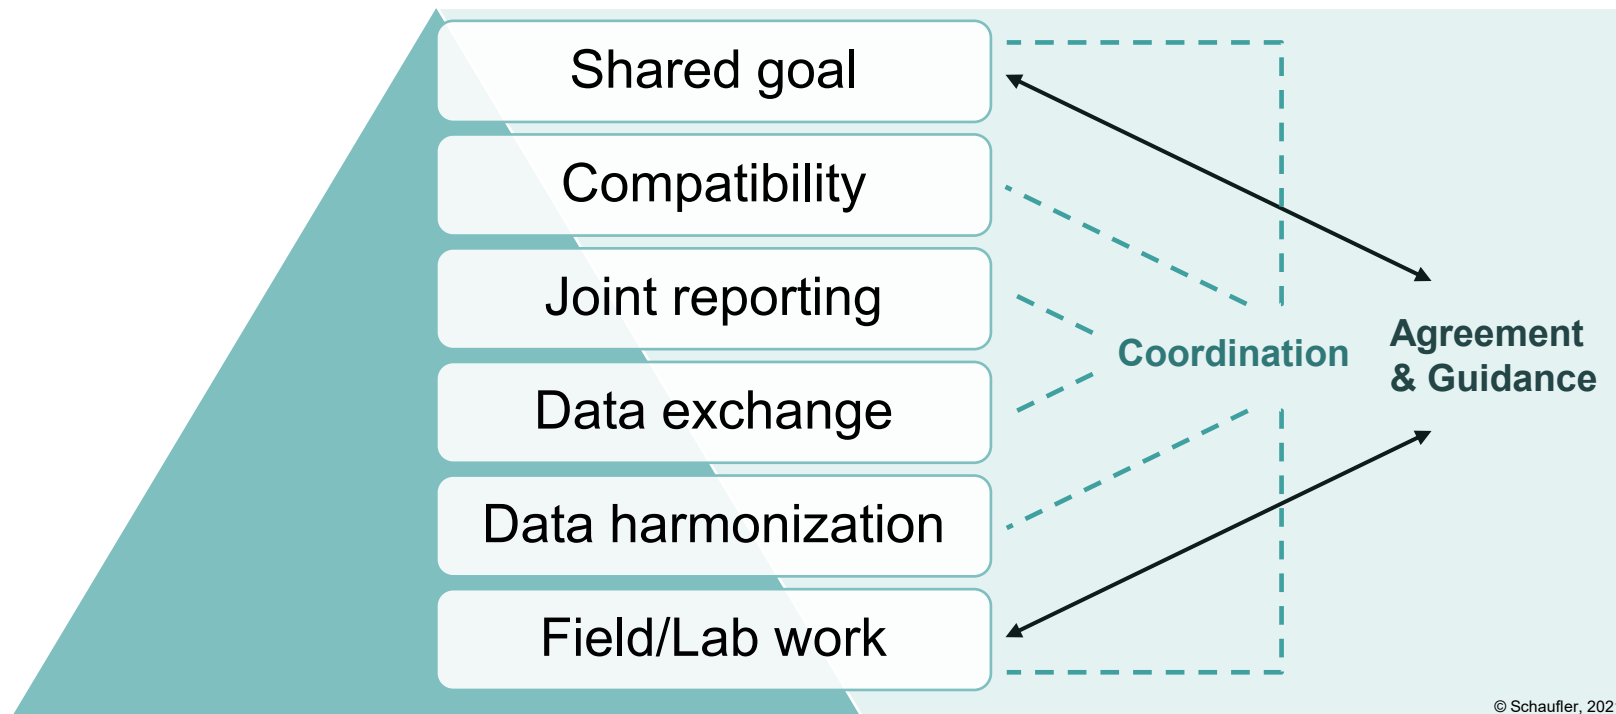 Shared goal
Compatibility
Joint reporting
Data exchange
Data harmonization
Field/Lab work
Coordination
Agreement
& Guidance
© Schaufler, 202